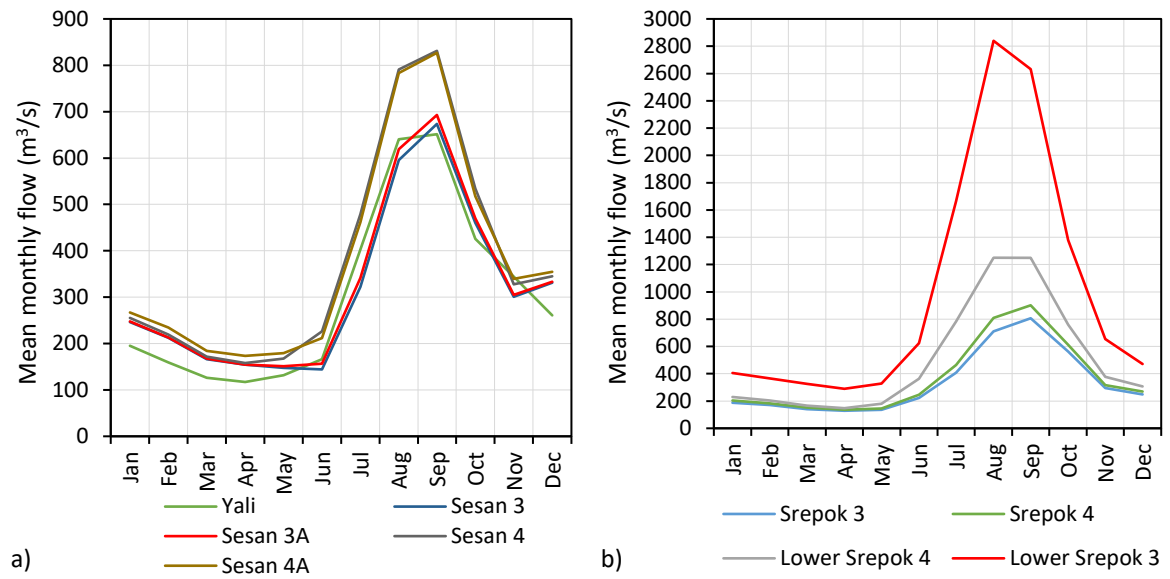 Mean monthly flow (m³/s)
900
800
700
600
500
400
300
200
100
0
Jan
Feb
Mar
Apr
May
Jun
Jul
Aug
Sep
Oct
Nov
Dec
Yali
Sesan 3
Sesan 3A
Sesan 4
Sesan 4A
a)
Mean monthly flow (m³/s)
3000
2800
2600
2400
2200
2000
1800
1600
1400
1200
1000
800
600
400
200
0
Jan
Feb
Mar
Apr
May
Jun
Jul
Aug
Sep
Oct
Nov
Dec
Srepok 3
Srepok 4
Lower Srepok 4
Lower Srepok 3
b)